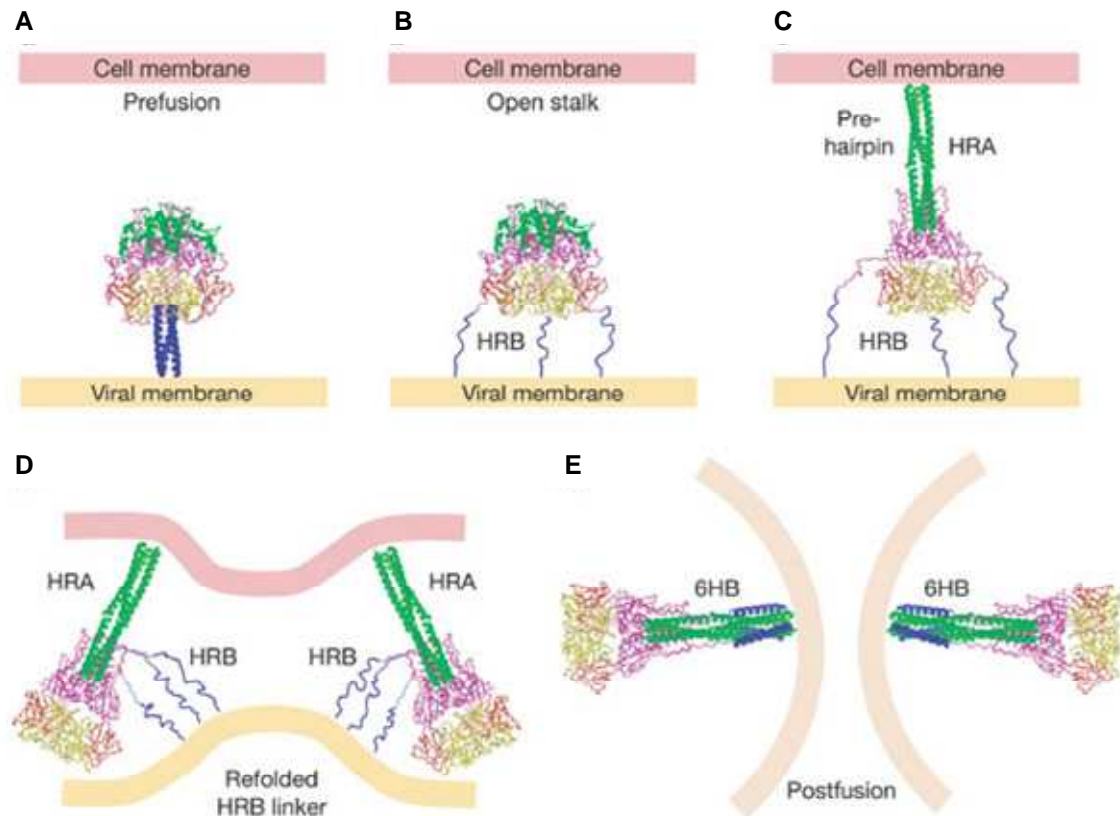 A
B
C
Cell membrane
Prefusion
Viral membrane
Cell membrane
Open stalk
HRB
Viral membrane
Cell membrane
Pre-
hairpin
HRA
HRB
Viral membrane
D
E
HRA
HRA
HRB
HRB
Refolded
HRB linker
6HB
6HB
Postfusion